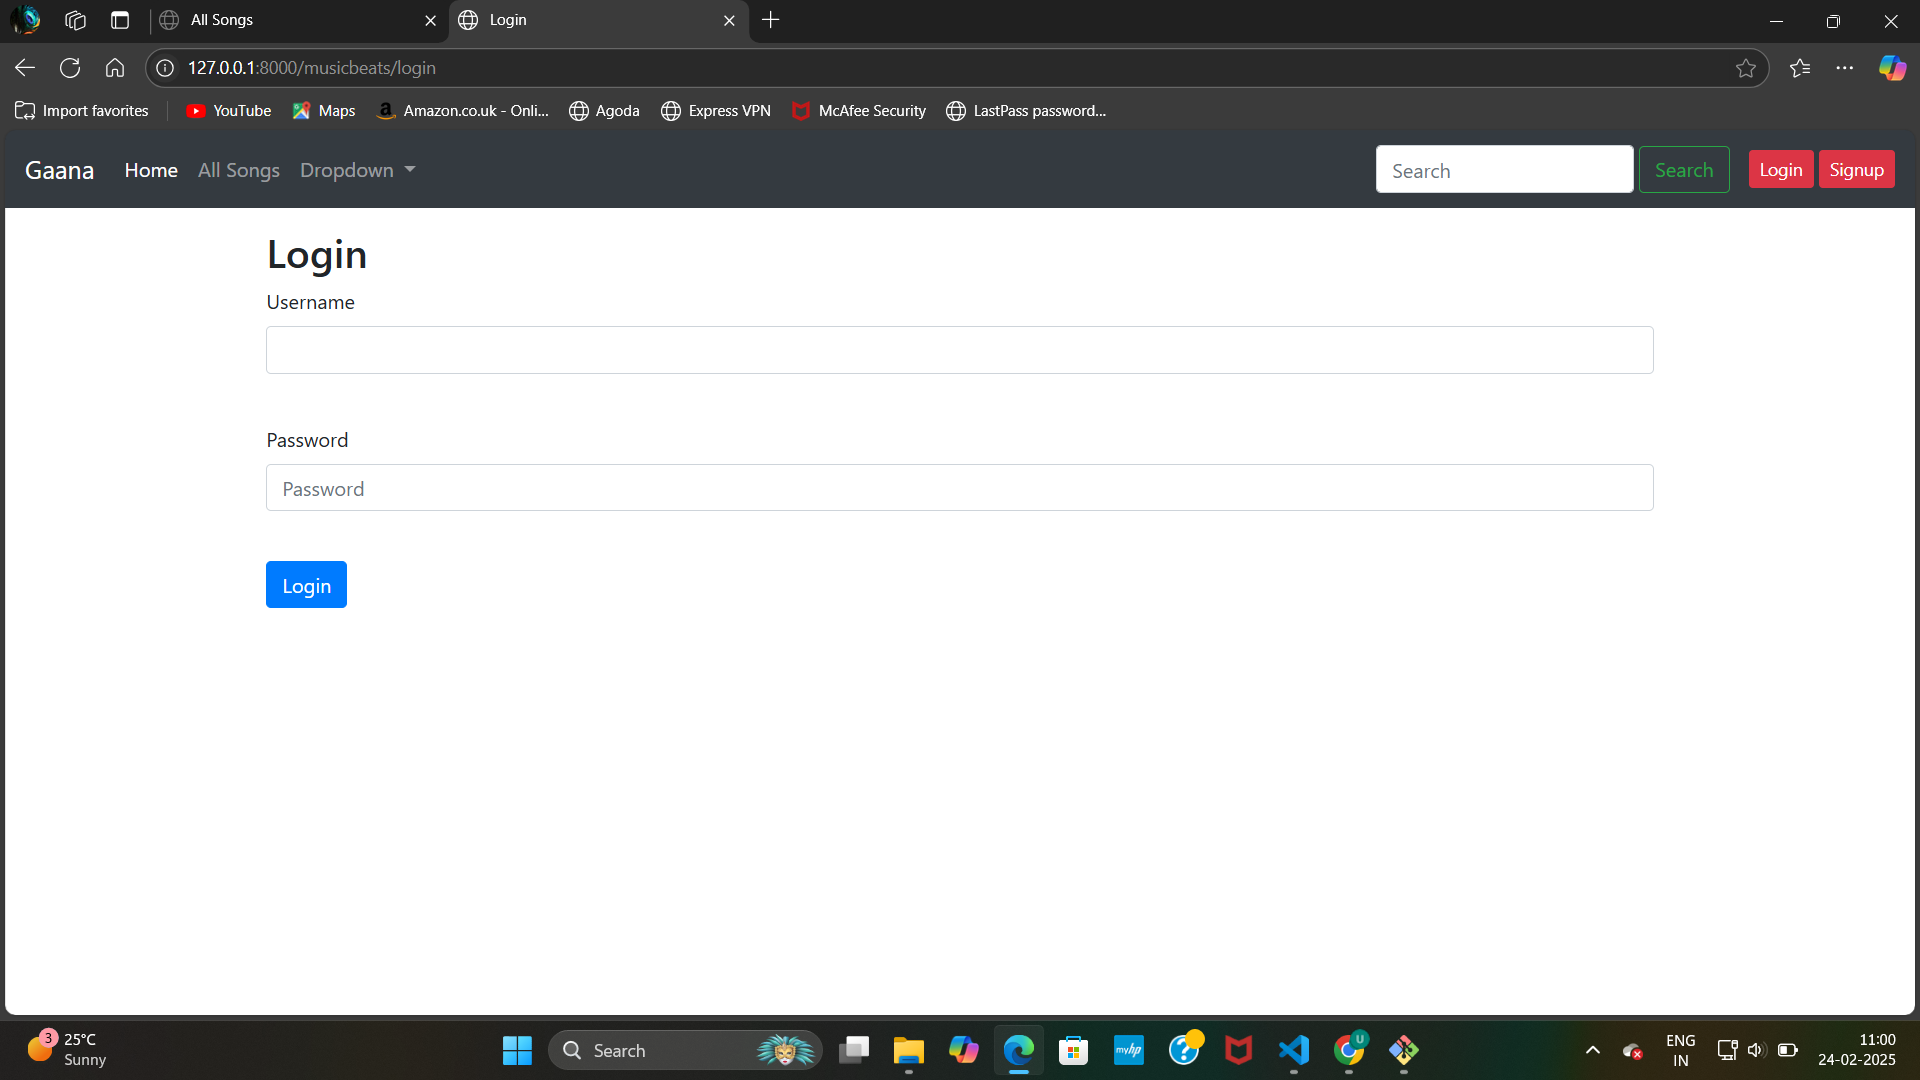 All Songs
Login
127.0.0.1:8000/musicbeats/login
Import favorites YouTube Maps Amazon.co.uk - Onli... Agoda Express VPN McAfee Security LastPass password...
Gaana Home All Songs Dropdown Search Search Login Signup
Login
Username
Password
Password
Login
3 25°C
Sunny
Search
myhp
U
ENG
IN
11:00
24-02-2025